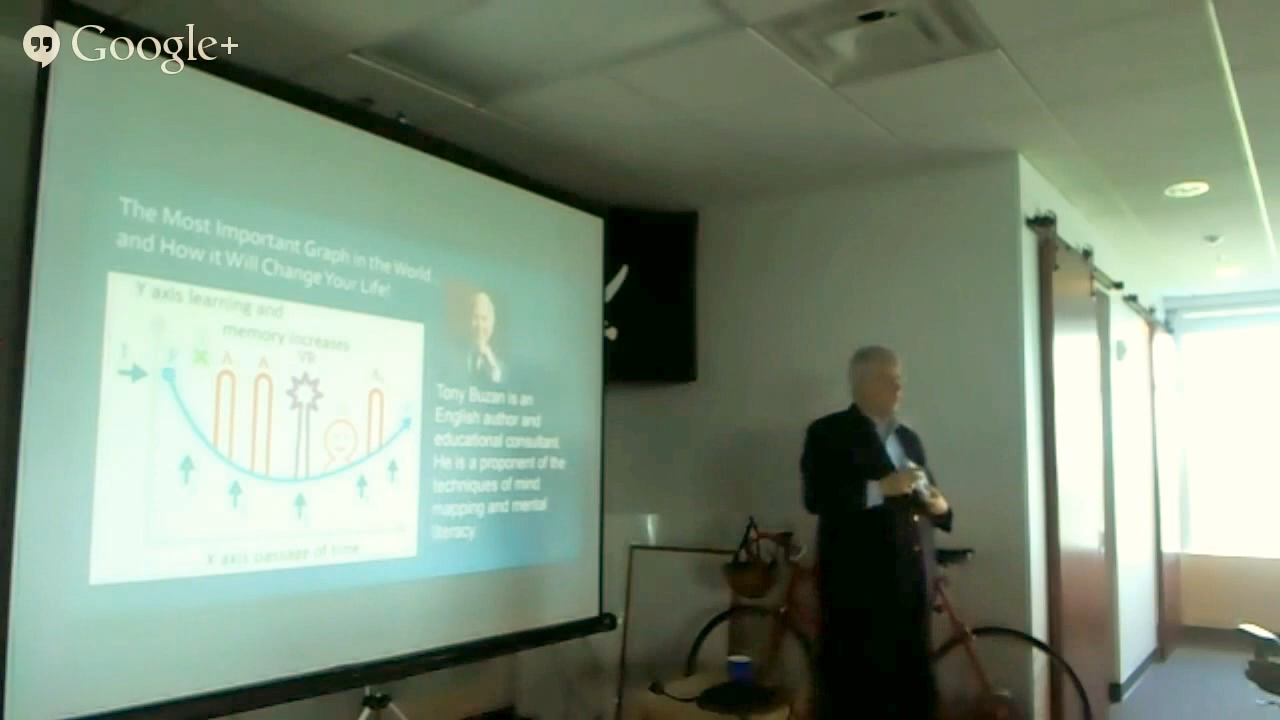 Google+
The Most Important Graph in the World
and How it Will Change Your Life!
Y axis learning and
memory increases
A A VR
Tony Buzan is an
English author and
educational consultant.
He is a proponent of the
techniques of mind
mapping and mental
literacy.
X axis passage of time